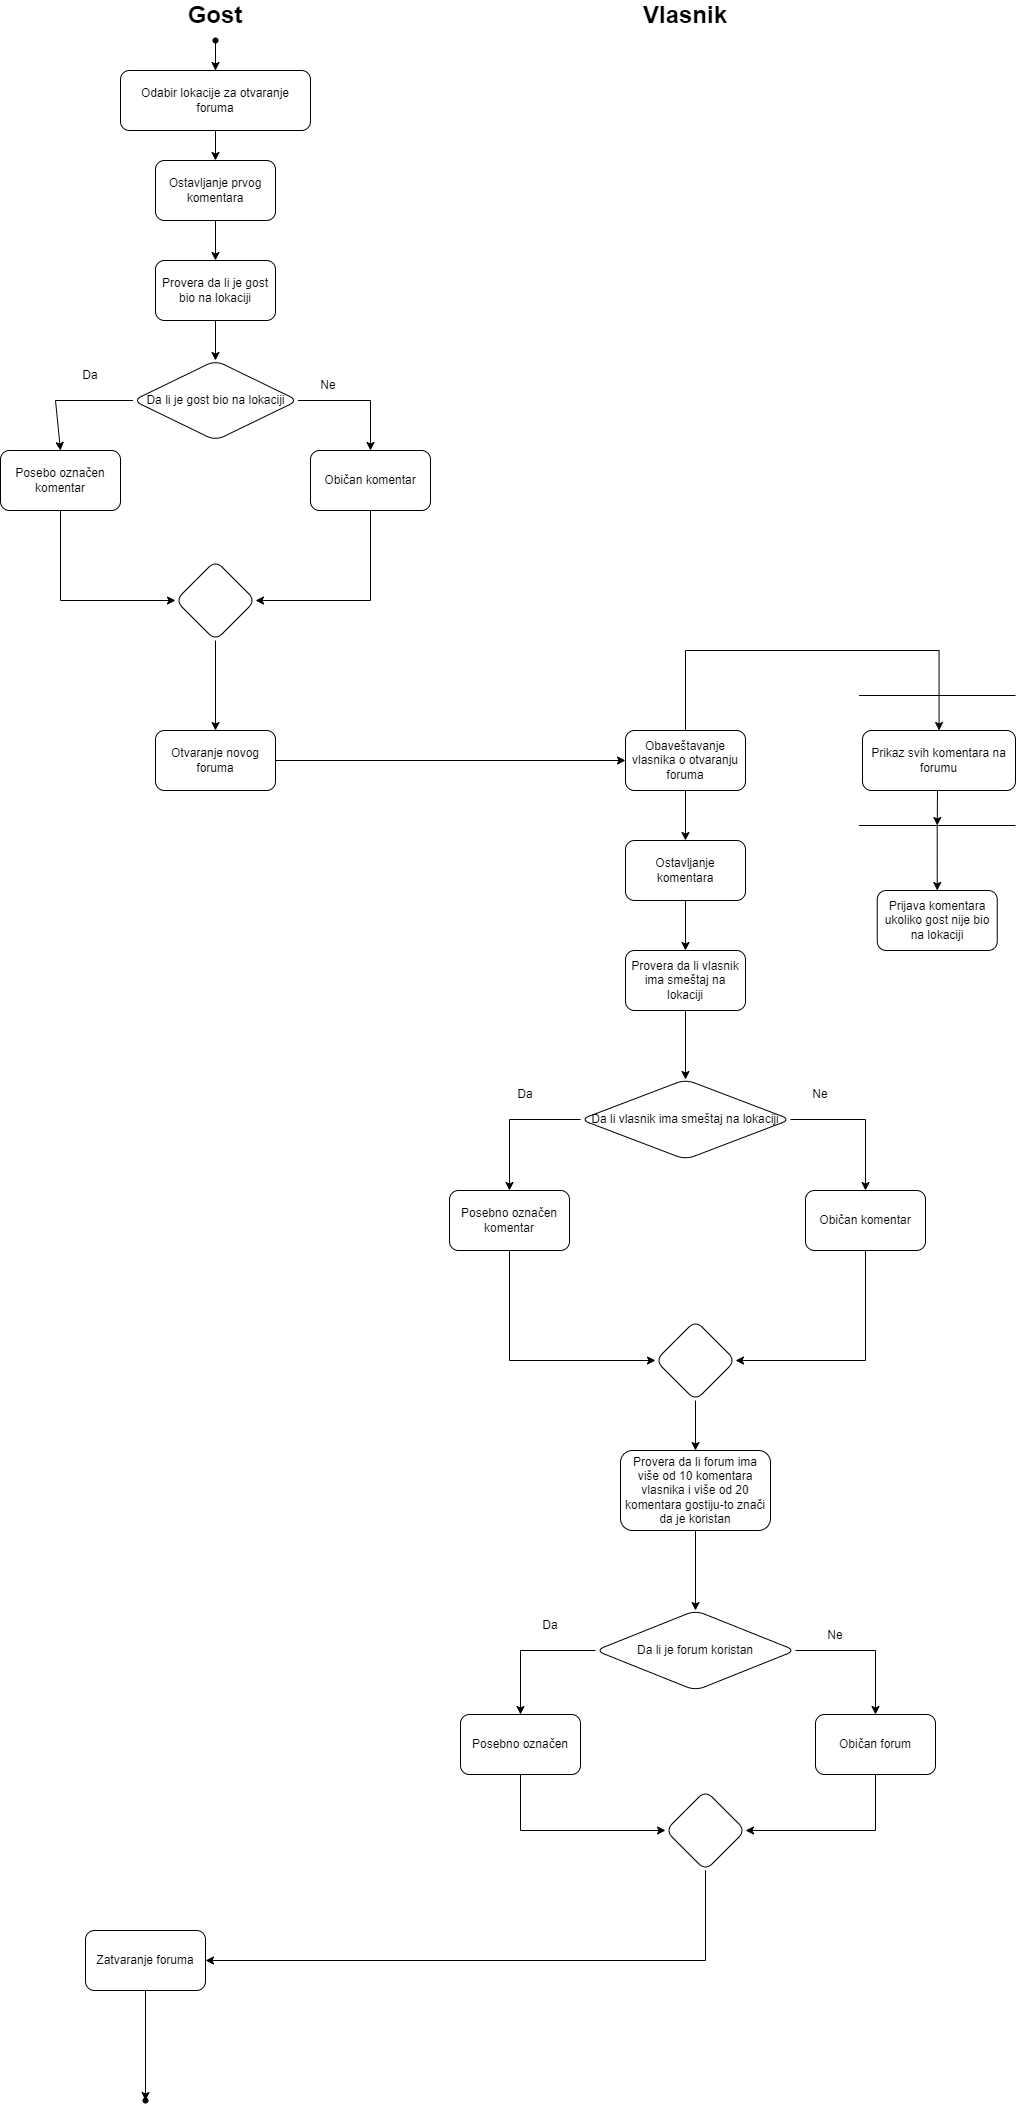 Gost
Vlasnik
Odabir lokacije za otvaranje
foruma
Ostavljanje prvog
komentara
Provera da li je gost
bio na lokaciji
Da
Ne
Da li je gost bio na lokaciji
Posebo označen
komentar
Običan komentar
Otvaranje novog
foruma
Obaveštavanje
vlasnika o otvaranju
foruma
Prikaz svih komentara na
forumu
Ostavljanje
komentara
Prijava komentara
ukoliko gost nije bio
na lokaciji
Provera da li vlasnik
ima smeštaj na
lokaciji
Da
Ne
Da li vlasnik ima smeštaj na lokaciji
Posebno označen
komentar
Običan komentar
Provera da li forum ima
više od 10 komentara
vlasnika i više od 20
komentara gostiju-to znači
da je koristan
Da
Ne
Da li je forum koristan
Posebno označen
Običan forum
Zatvaranje foruma